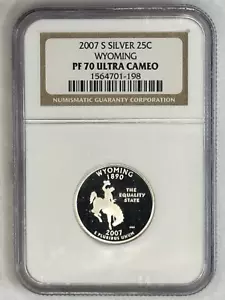 2007 S SILVER 25C
WYOMING
PF 70 ULTRA CAMEO
1564701-198
NUMISMATIC GUARANTY CORPORATION
WYOMING
1890
THE
EQUALITY
STATE
2007
E PLURIBUS UNUM